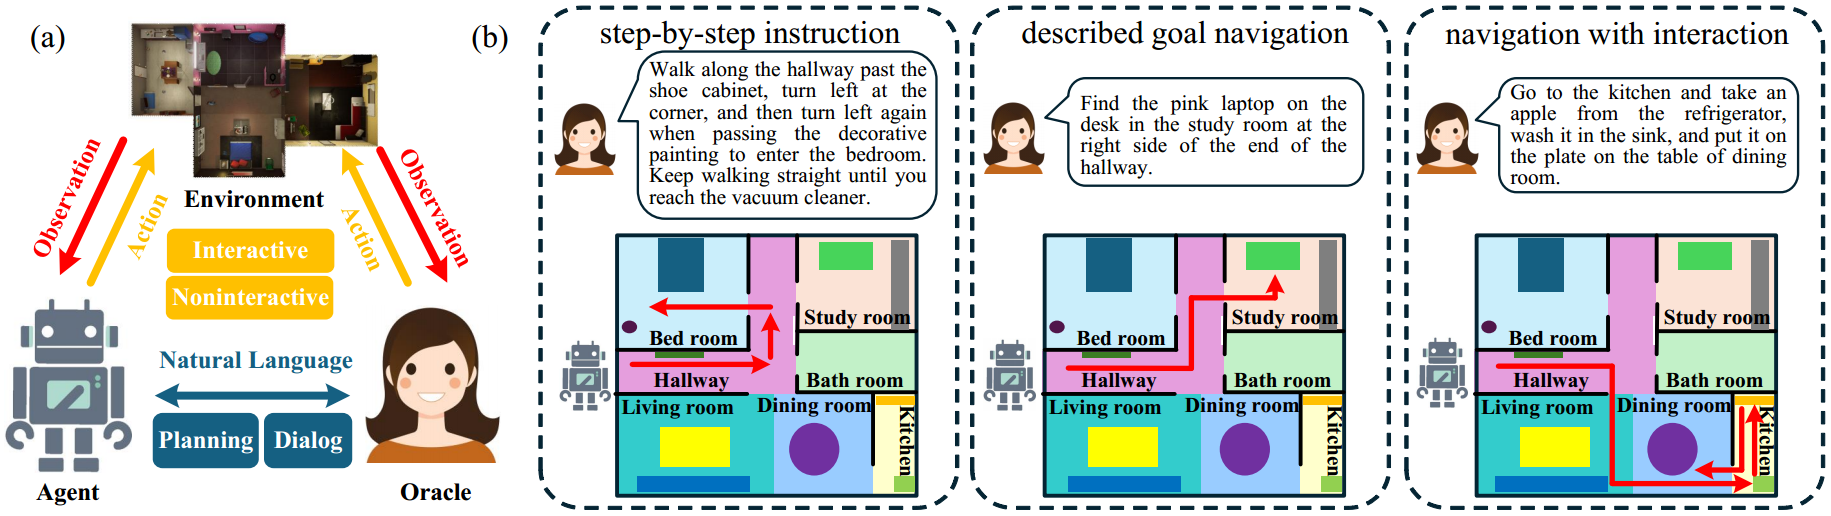 (a)
Observation
Action
Environment
Action
Observation
Interactive
Noninteractive
Natural Language
Planning
Dialog
Agent
Oracle
(b)
step-by-step instruction
Walk along the hallway past the
shoe cabinet, turn left at the
corner, and then turn left again
when passing the decorative
painting to enter the bedroom.
Keep walking straight until you
reach the vacuum cleaner.
Bed room
Study room
Hallway
Bath room
Living room
Dining room
Kitchen
described goal navigation
Find the pink laptop on the
desk in the study room at the
right side of the end of the
hallway.
Bed room
Study room
Hallway
Bath room
Living room
Dining room
Kitchen
navigation with interaction
Go to the kitchen and take an
apple from the refrigerator,
wash it in the sink, and put it on
the plate on the table of dining
room.
Bed room
Study room
Hallway
Bath room
Living room
Dining room
Kitchen